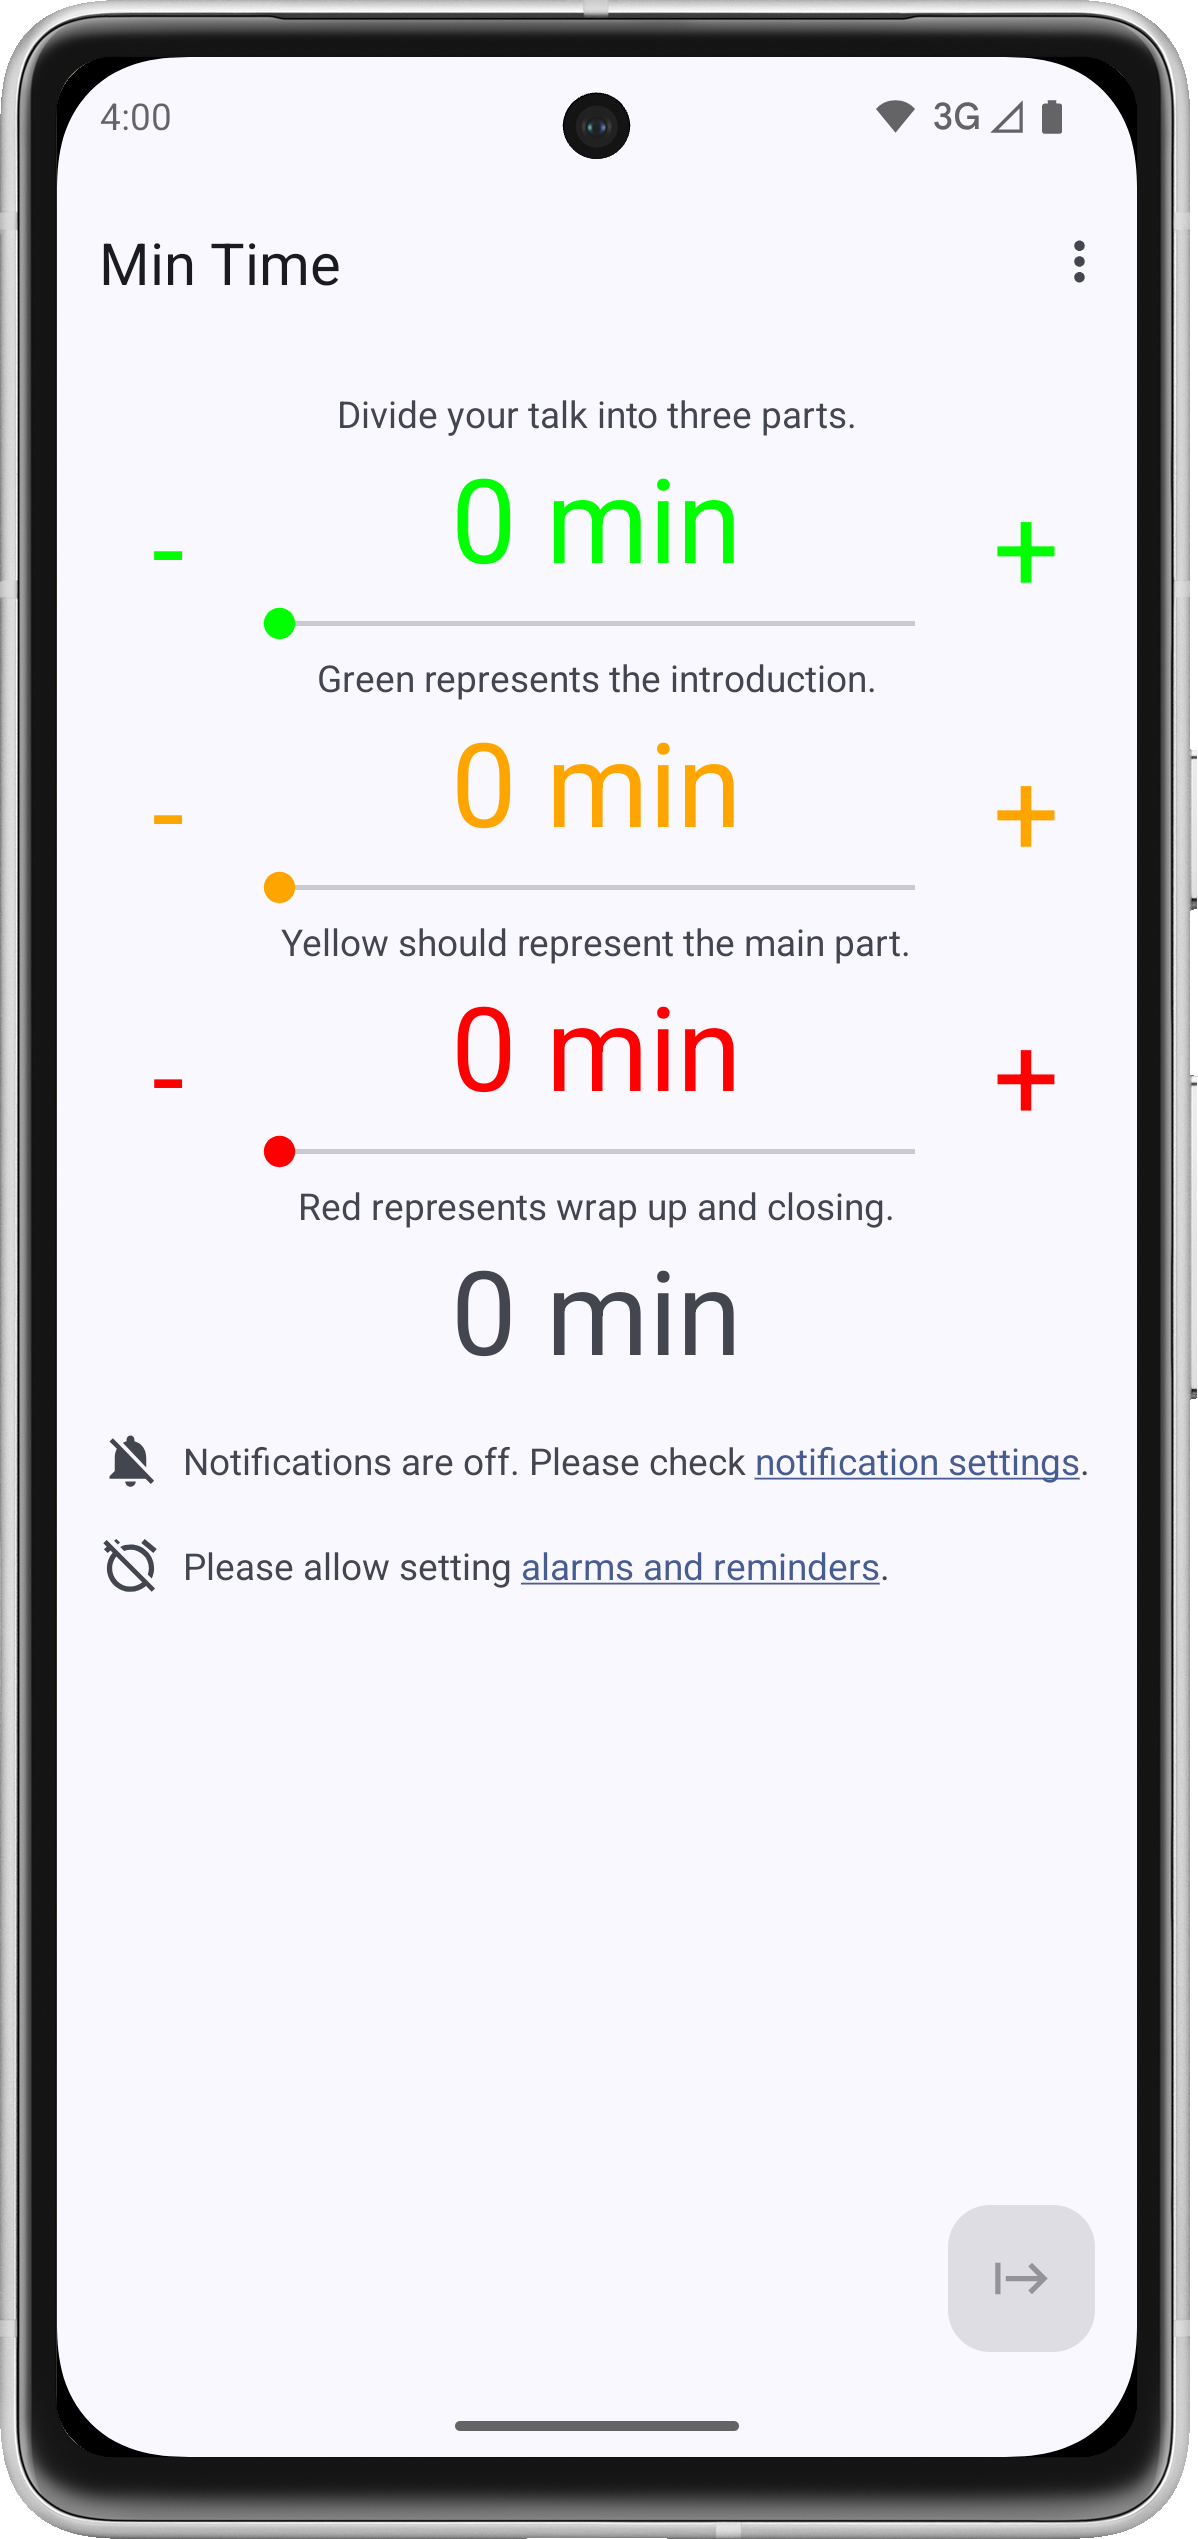 4:00 3G
Min Time
Divide your talk into three parts.
- 0 min +
Green represents the introduction.
- 0 min +
Yellow should represent the main part.
- 0 min +
Red represents wrap up and closing.
0 min
Notifications are off. Please check notification settings.
Please allow setting alarms and reminders.